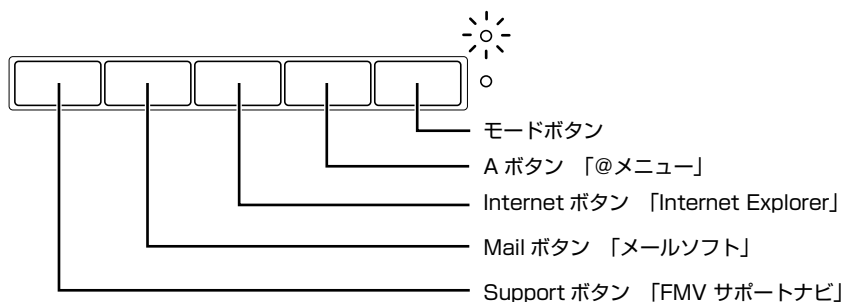 モードボタン
A ボタン 「@メニュー」
Internet ボタン 「Internet Explorer」
Mail ボタン 「メールソフト」
Support ボタン 「FMV サポートナビ」